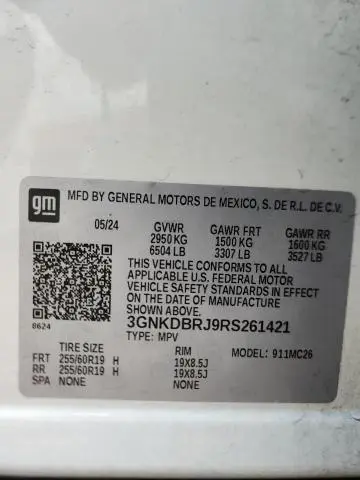 gm MFD BY GENERAL MOTORS DE MEXICO, S. DE R.L. DE C.V.
05/24 GVWR GAWR FRT GAWR RR
2950 KG 1500 KG 1600 KG
6504 LB 3307 LB 3527 LB
THIS VEHICLE CONFORMS TO ALL
APPLICABLE U.S. FEDERAL MOTOR
VEHICLE SAFETY STANDARDS IN EFFECT
ON THE DATE OF MANUFACTURE SHOWN ABOVE.
3GNKDBRJ9RS261421
8624 TYPE: MPV
TIRE SIZE RIM MODEL: 911MC26
FRT 255/60R19 H 19X8.5J
RR 255/60R19 H 19X8.5J
SPA NONE NONE